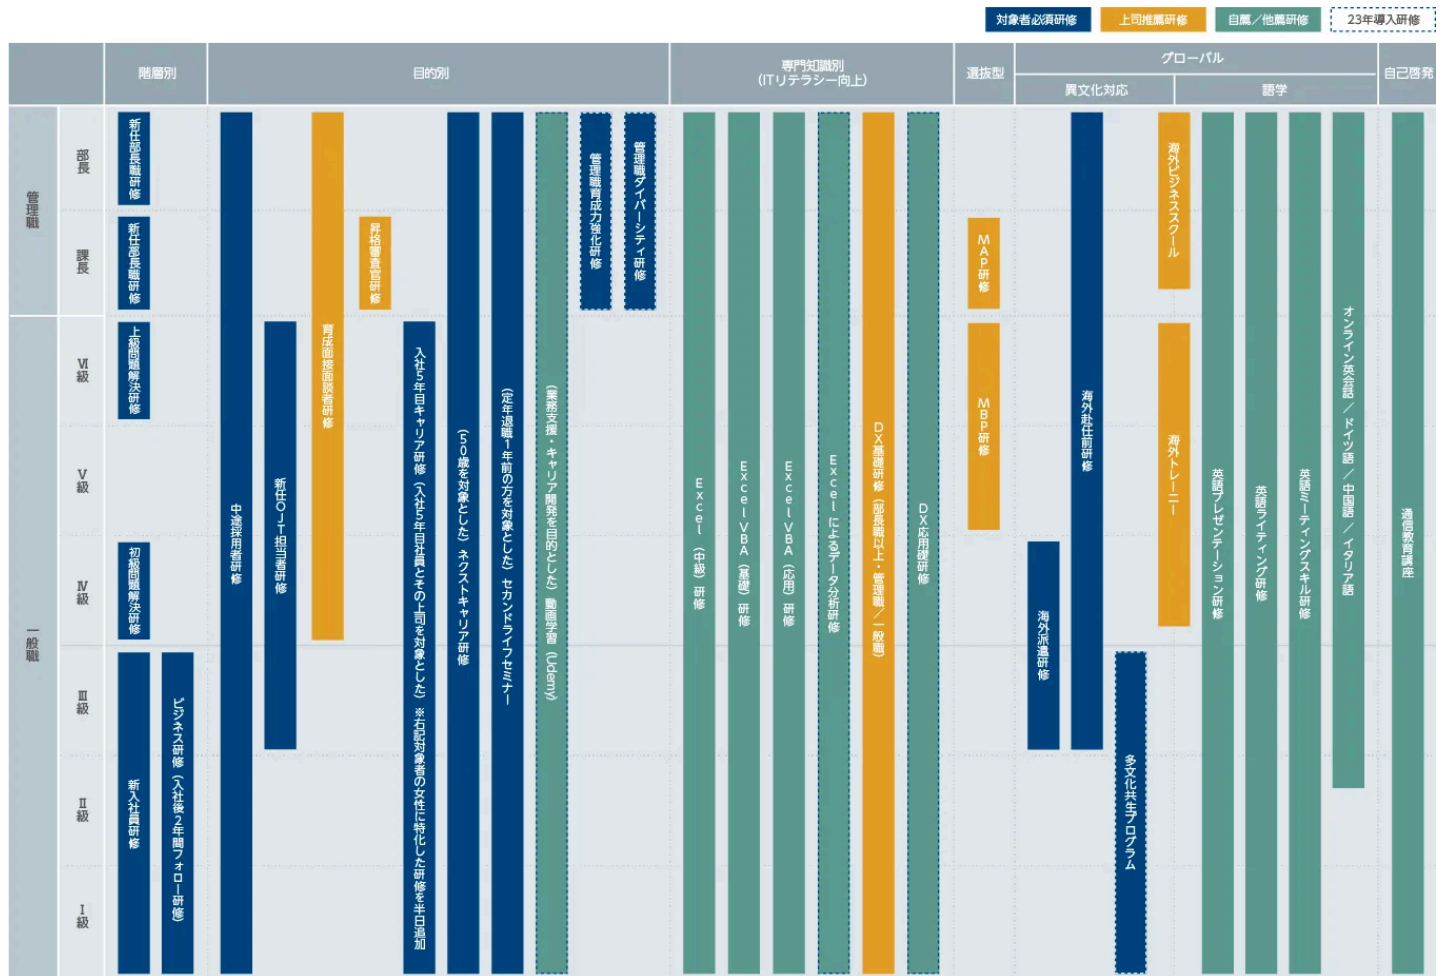 対象者必須研修
上司推薦研修
自薦／他薦研修
23年導入研修
階層別
目的別
専門知識別
(ITリテラシー向上)
選抜型
グローバル
異文化対応
語学
自己啓発
管理職
部長
課長
一般職
Ⅵ級
Ⅴ級
Ⅳ級
Ⅲ級
Ⅱ級
Ⅰ級
新任部長職研修
新任部長職研修
上級問題解決研修
初級問題解決研修
新入社員研修
ビジネス研修（入社後2年間フォロー研修）
中途採用者研修
新任OJT担当者研修
育成面接面談者研修
昇格審査官研修
入社5年目キャリア研修（入社5年目社員とその上司を対象とした）※右記対象者の女性に特化した研修を半日追加
（50歳を対象とした）ネクストキャリア研修
（定年退職1年前の方を対象とした）セカンドライフセミナー
（業務支援・キャリア開発を目的とした）動画学習（Udemy）
管理職育成力強化研修
管理職ダイバーシティ研修
Excel（中級）研修
Excel VBA（基礎）研修
Excel VBA（応用）研修
Excel によるデータ分析研修
DX基礎研修（部長職以上・管理職／一般職）
DX応用礎研修
MAP研修
MBP研修
海外派遣研修
海外赴任前研修
多文化共生プログラム
海外ビジネススクール
海外トレーニー
英語プレゼンテーション研修
英語ライティング研修
英語ミーティングスキル研修
オンライン英会話／ドイツ語／中国語／イタリア語
通信教育講座